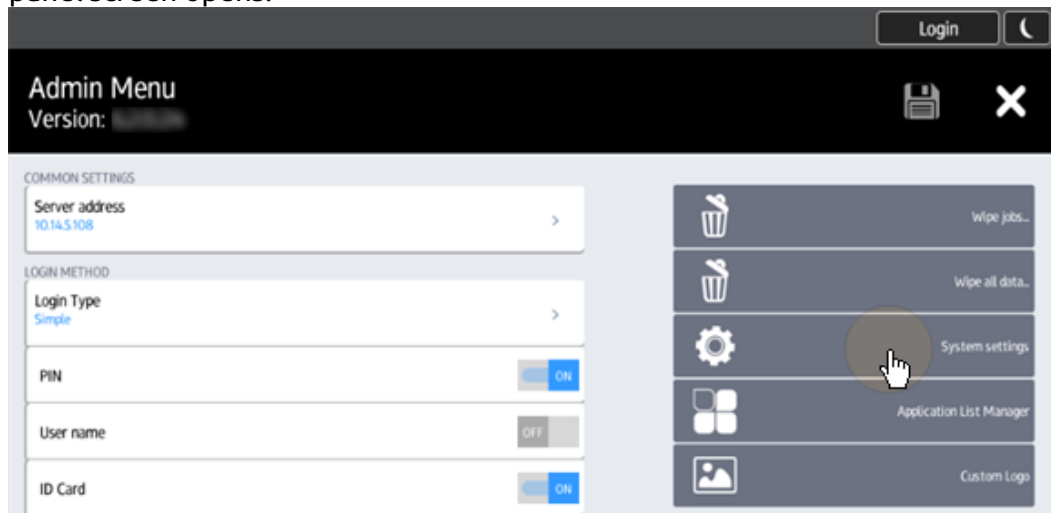 Login
Admin Menu
Version:
COMMON SETTINGS
Server address
10.14.5.108
LOGIN METHOD
Login Type
Simple
PIN
ON
User name
OFF
ID Card
ON
Wipe jobs...
Wipe all data...
System settings
Application List Manager
Custom Logo